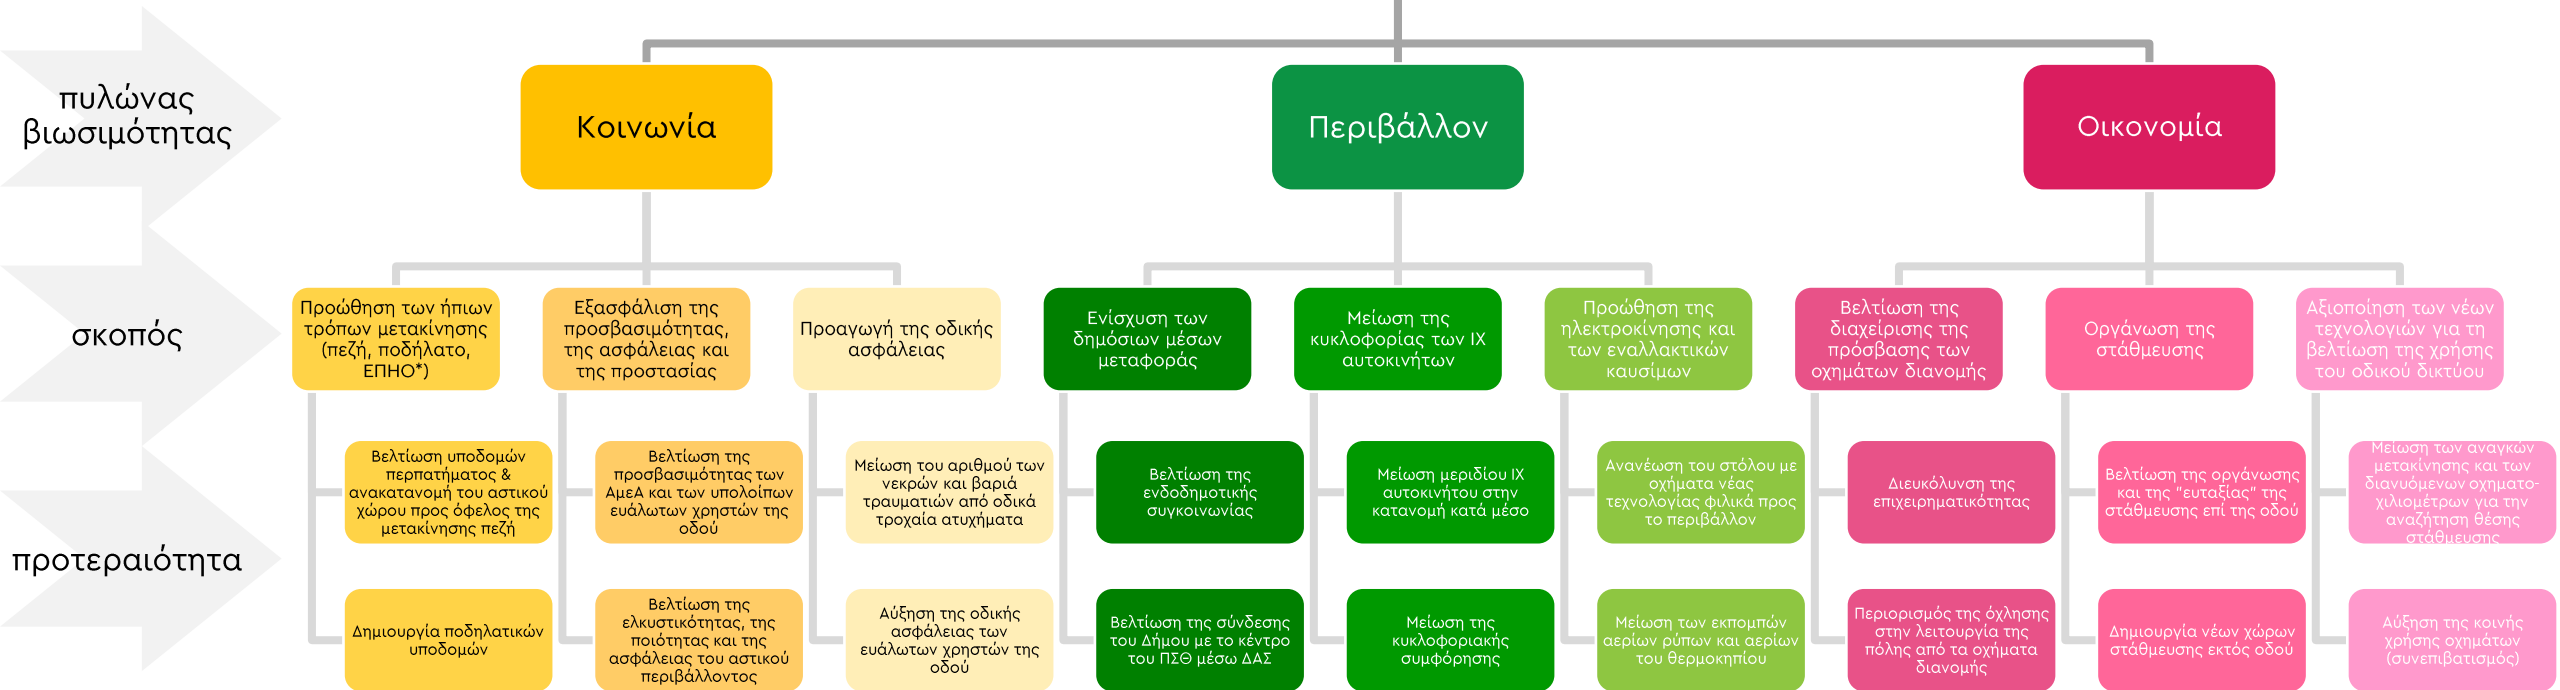 πυλώνας
βιωσιμότητας
Κοινωνία
Περιβάλλον
Οικονομία
σκοπός
Προώθηση των ήπιων
τρόπων μετακίνησης
(πεζή, ποδήλατο,
ΕΠΗΟ*)
Εξασφάλιση της
προσβασιμότητας,
της ασφάλειας και
της προστασίας
Προαγωγή της οδικής
ασφάλειας
Ενίσχυση των
δημόσιων μέσων
μεταφοράς
Μείωση της
κυκλοφορίας των ΙΧ
αυτοκινήτων
Προώθηση της
ηλεκτροκίνησης και
των εναλλακτικών
καυσίμων
Βελτίωση της
διαχείρισης της
πρόσβασης των
οχημάτων διανομής
Οργάνωση της
στάθμευσης
Αξιοποίηση των νέων
τεχνολογιών για τη
βελτίωση της χρήσης
του οδικού δικτύου
προτεραιότητα
Βελτίωση υποδομών
περπατήματος &
ανακατανομή του αστικού
χώρου προς όφελος της
μετακίνησης πεζή
Βελτίωση της
προσβασιμότητας των
ΑμεΑ και των υπολοίπων
ευάλωτων χρηστών της
οδού
Μείωση του αριθμού των
νεκρών και βαριά
τραυματιών από οδικά
τροχαία ατυχήματα
Βελτίωση της
ενδοδημοτικής
συγκοινωνίας
Μείωση μεριδίου ΙΧ
αυτοκινήτου στην
κατανομή κατά μέσο
Ανανέωση του στόλου με
οχήματα νέας
τεχνολογίας φιλικά προς
το περιβάλλον
Διευκόλυνση της
επιχειρηματικότητας
Βελτίωση της οργάνωσης
και της "ευταξίας" της
στάθμευσης επί της οδού
Μείωση των αναγκών
μετακίνησης και των
διανυόμενων οχηματο-
χιλιομέτρων για την
αναζήτηση θέσης
στάθμευσης
Δημιουργία ποδηλατικών
υποδομών
Βελτίωση της
ελκυστικότητας, της
ποιότητας και της
ασφάλειας του αστικού
περιβάλλοντος
Αύξηση της οδικής
ασφάλειας των
ευάλωτων χρηστών της
οδού
Βελτίωση της σύνδεσης
του Δήμου με το κέντρο
του ΠΣΘ μέσω ΔΑΣ
Μείωση της
κυκλοφοριακής
συμφόρησης
Μείωση των εκπομπών
αερίων ρύπων και αερίων
του θερμοκηπίου
Περιορισμός της όχλησης
στην λειτουργία της
πόλης από τα οχήματα
διανομής
Δημιουργία νέων χώρων
στάθμευσης εκτός οδού
Αύξηση της κοινής
χρήσης οχημάτων
(συνεπιβατισμός)